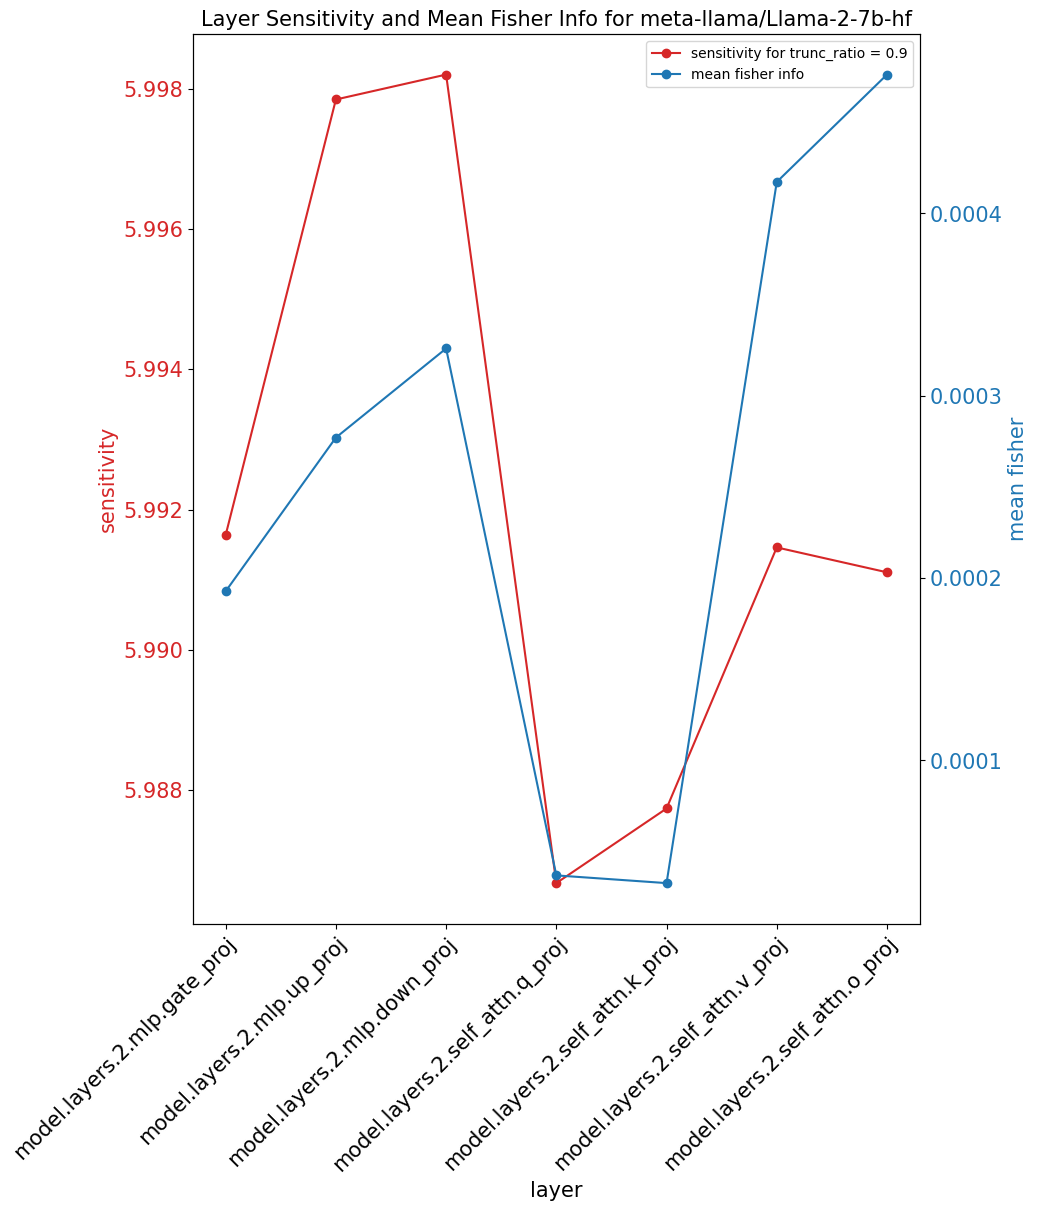 Layer Sensitivity and Mean Fisher Info for meta-llama/Llama-2-7b-hf
sensitivity for trunc_ratio = 0.9
mean fisher info
5.998
5.996
5.994
5.992
5.990
5.988
sensitivity
0.0004
0.0003
0.0002
0.0001
mean fisher
model.layers.2.mlp.gate_proj
model.layers.2.mlp.up_proj
model.layers.2.mlp.down_proj
model.layers.2.self_attn.q_proj
model.layers.2.self_attn.k_proj
model.layers.2.self_attn.v_proj
model.layers.2.self_attn.o_proj
layer